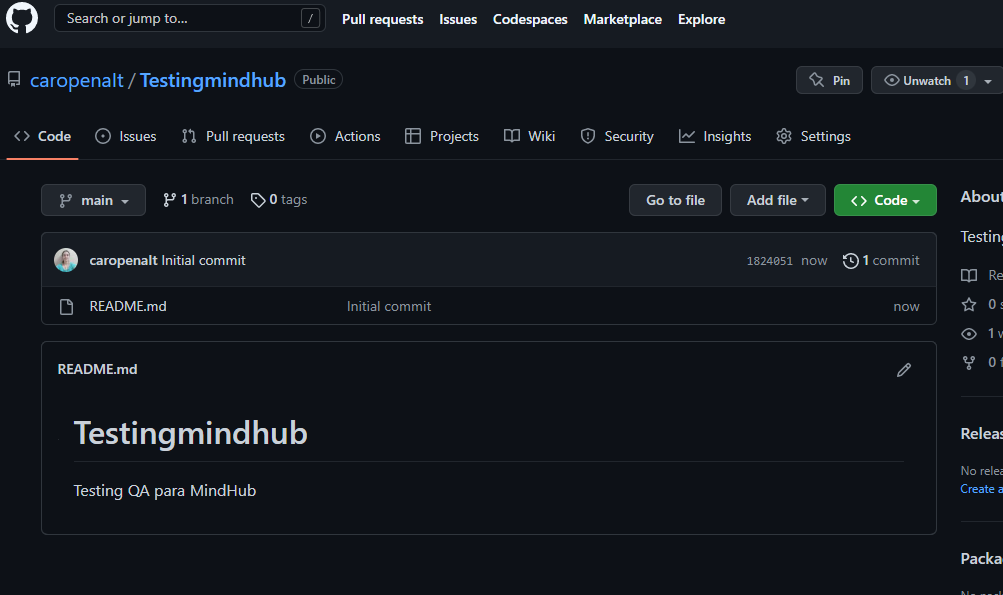 Search or jump to... /
Pull requests Issues Codespaces Marketplace Explore
caropenalt / Testingmindhub Public
Pin Unwatch 1
Code Issues Pull requests Actions Projects Wiki Security Insights Settings
main 1 branch 0 tags Go to file Add file Code
About
caropenalt Initial commit 1824051 now 1 commit
README.md Initial commit now
README.md
Testingmindhub
Testing QA para MindHub
Testing
Re
0 s
1 w
0 f
Releas
No relea
Create a
Packa